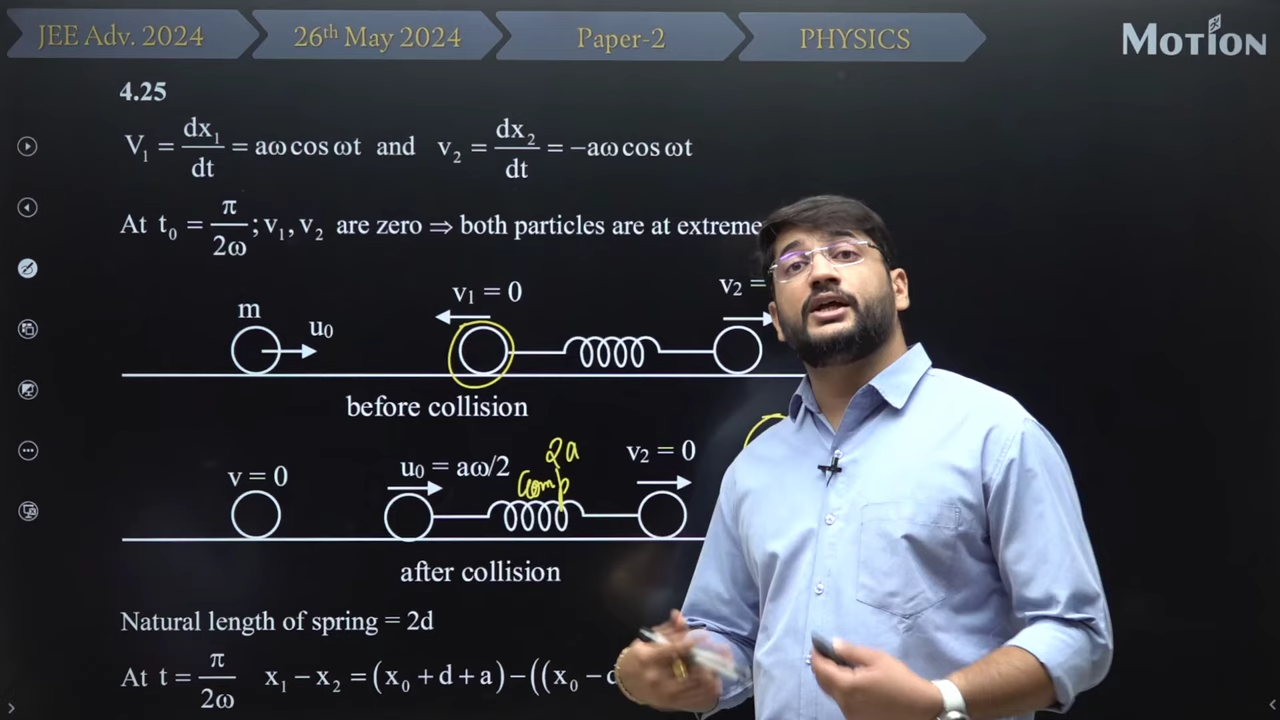 JEE Adv. 2024 26th May 2024 Paper-2 PHYSICS MOTION
4.25
V₁ = dx₁/dt = aω cos ωt and v₂ = dx₂/dt = −aω cos ωt
At t₀ = π/2ω ; v₁, v₂ are zero ⇒ both particles are at extreme
m u₀ v₁ = 0 v₂ =
before collision
v = 0 u₀ = aω/2 2a comp v₂ = 0
after collision
Natural length of spring = 2d
At t = π/2ω x₁ − x₂ = (x₀ + d + a) − ((x₀ −